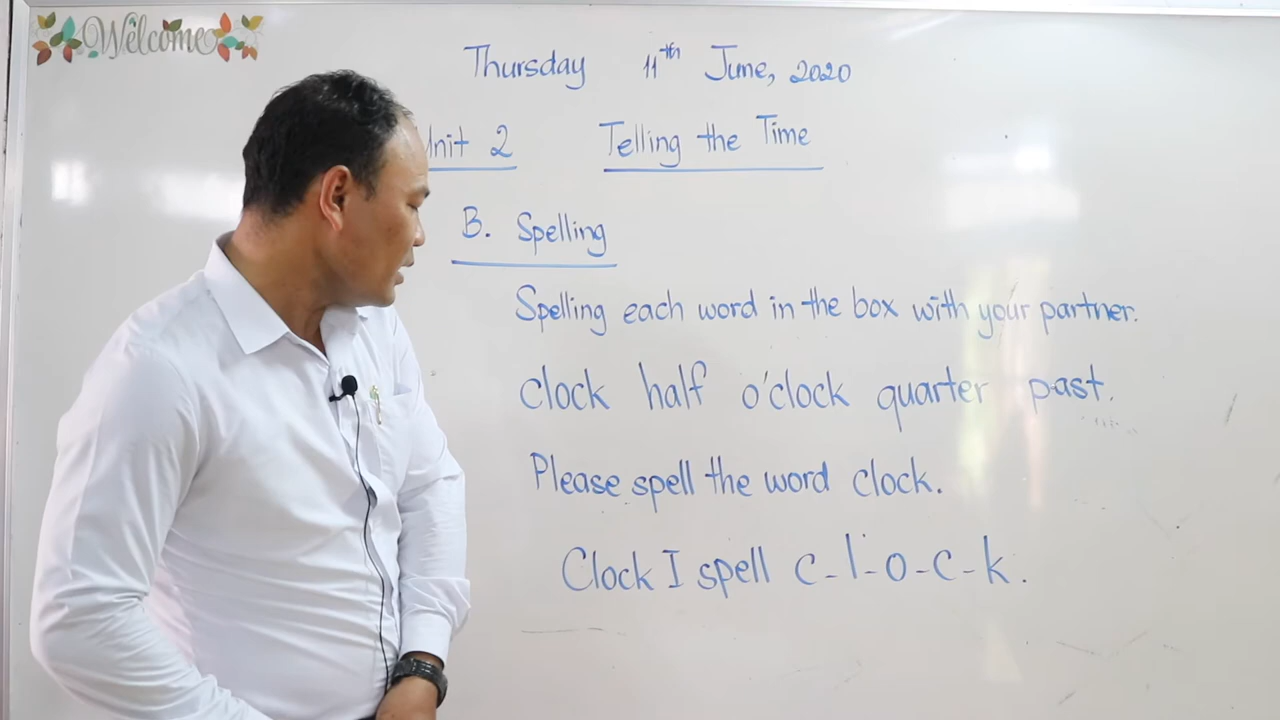 Welcome
Thursday 11th June, 2020
Unit 2 Telling the Time
B. Spelling
Spelling each word in the box with your partner.
clock half o'clock quarter past.
Please spell the word clock.
Clock I spell c-l-o-c-k.